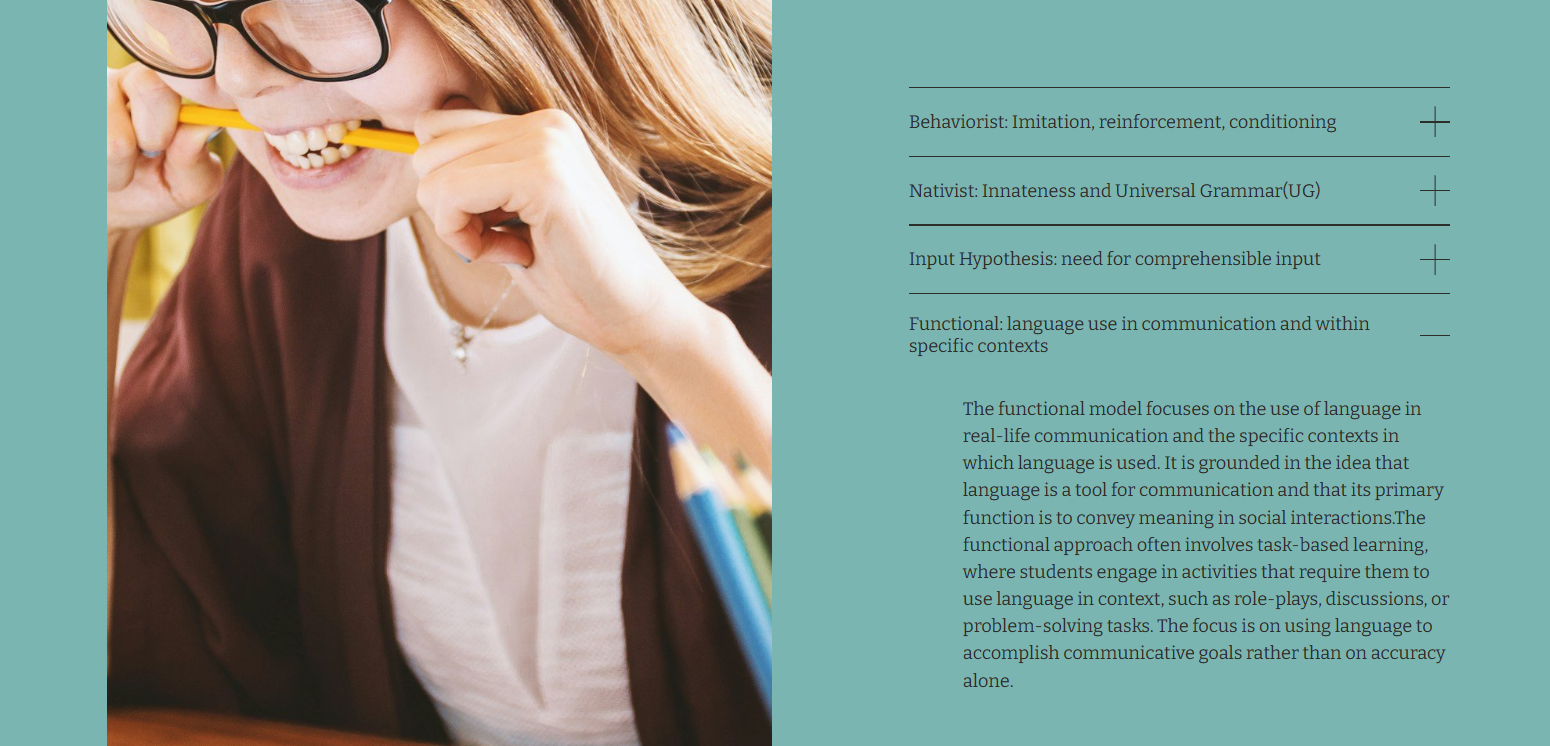 Behaviorist: Imitation, reinforcement, conditioning
Nativist: Innateness and Universal Grammar(UG)
Input Hypothesis: need for comprehensible input
Functional: language use in communication and within
specific contexts
The functional model focuses on the use of language in
real-life communication and the specific contexts in
which language is used. It is grounded in the idea that
language is a tool for communication and that its primary
function is to convey meaning in social interactions.The
functional approach often involves task-based learning,
where students engage in activities that require them to
use language in context, such as role-plays, discussions, or
problem-solving tasks. The focus is on using language to
accomplish communicative goals rather than on accuracy
alone.